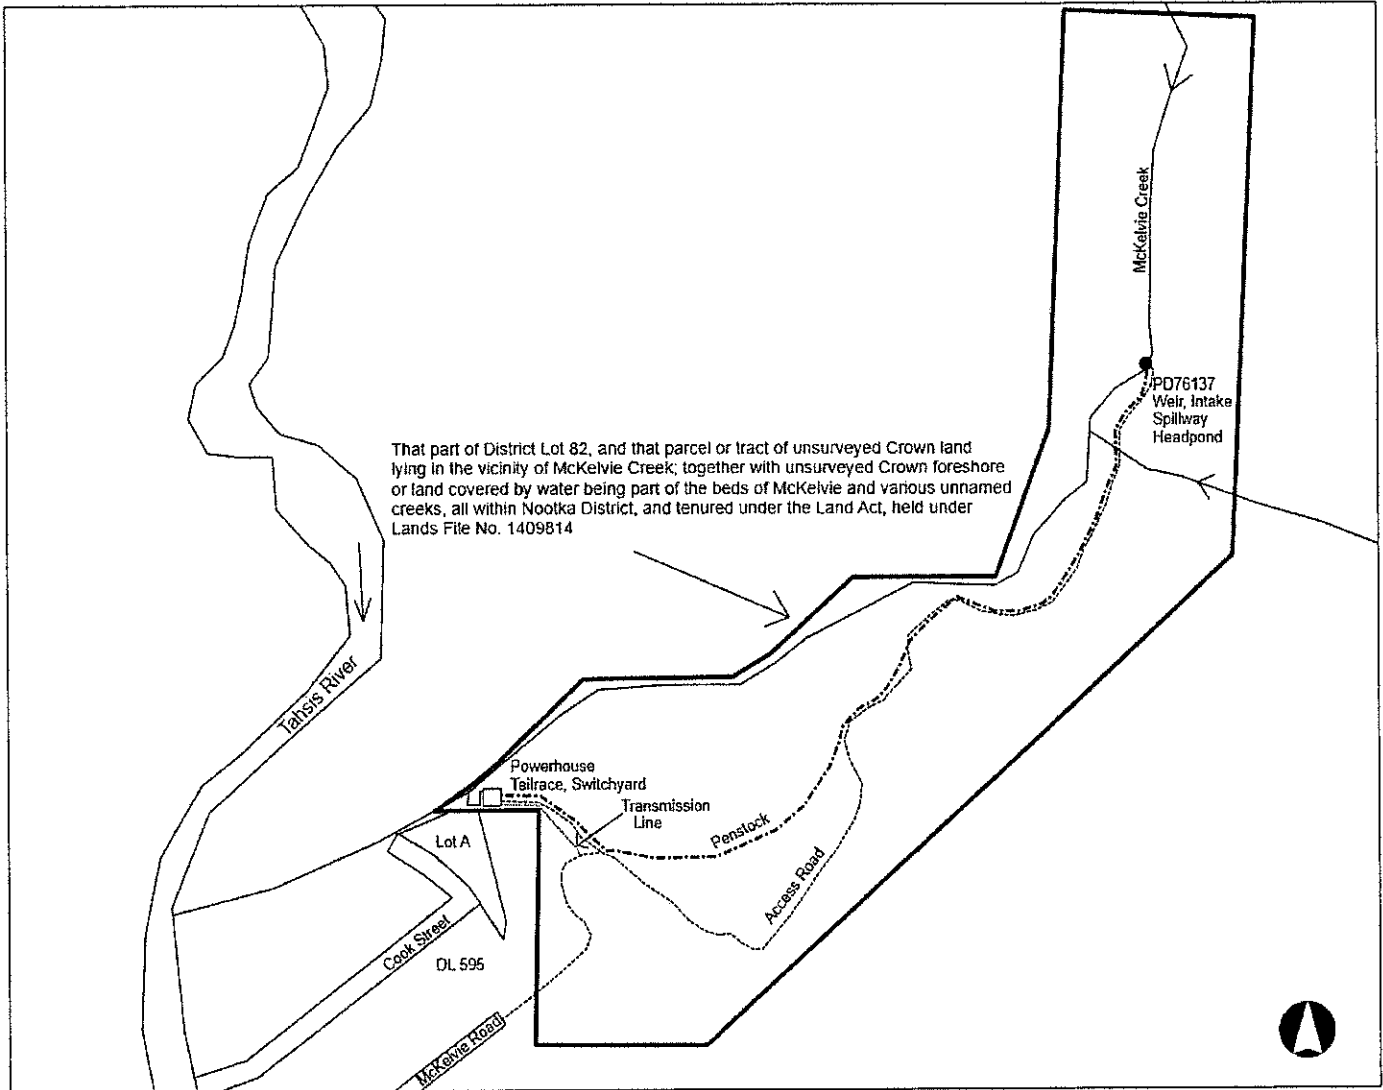 McKelvie Creek
PD76137
Weir, Intake
Spillway
Headpond
That part of District Lot 82, and that parcel or tract of unsurveyed Crown land
lying in the vicinity of McKelvie Creek; together with unsurveyed Crown foreshore
or land covered by water being part of the beds of McKelvie and various unnamed
creeks, all within Nootka District, and tenured under the Land Act, held under
Lands File No. 1409814
Tahsis River
Powerhouse
Tailrace, Switchyard
Transmission
Line
Penstock
Lot A
Access Road
Cook Street
DL 595
McKelvie Road